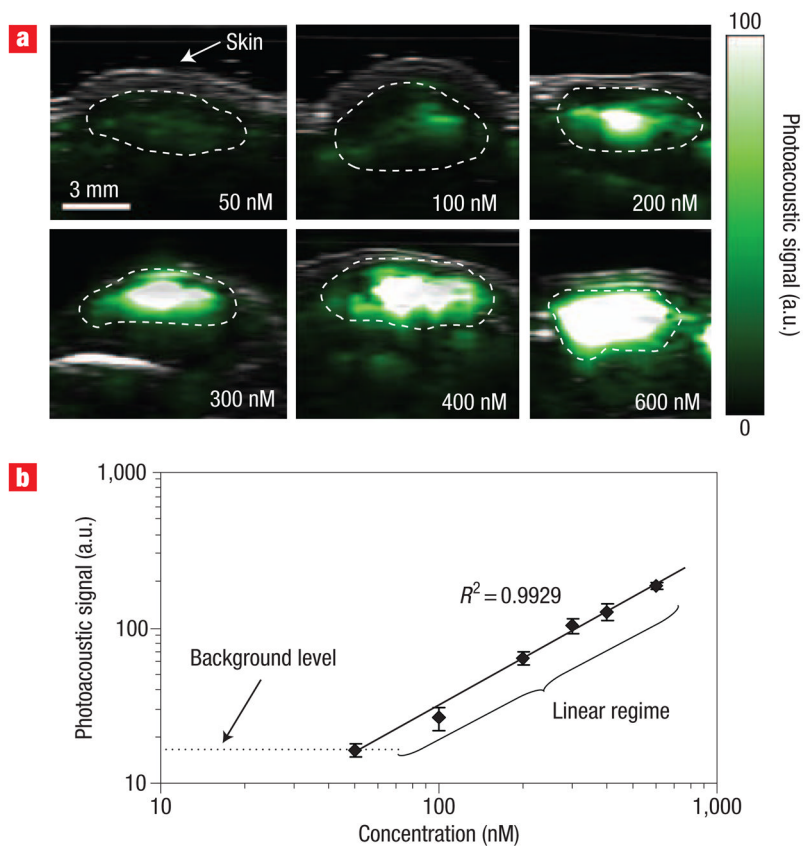 a
Skin
3 mm
50 nM
100 nM
200 nM
300 nM
400 nM
600 nM
100
Photoacoustic signal (a.u.)
0
b
1,000
100
10
Photoacoustic signal (a.u.)
R² = 0.9929
Background level
Linear regime
10
100
1,000
Concentration (nM)